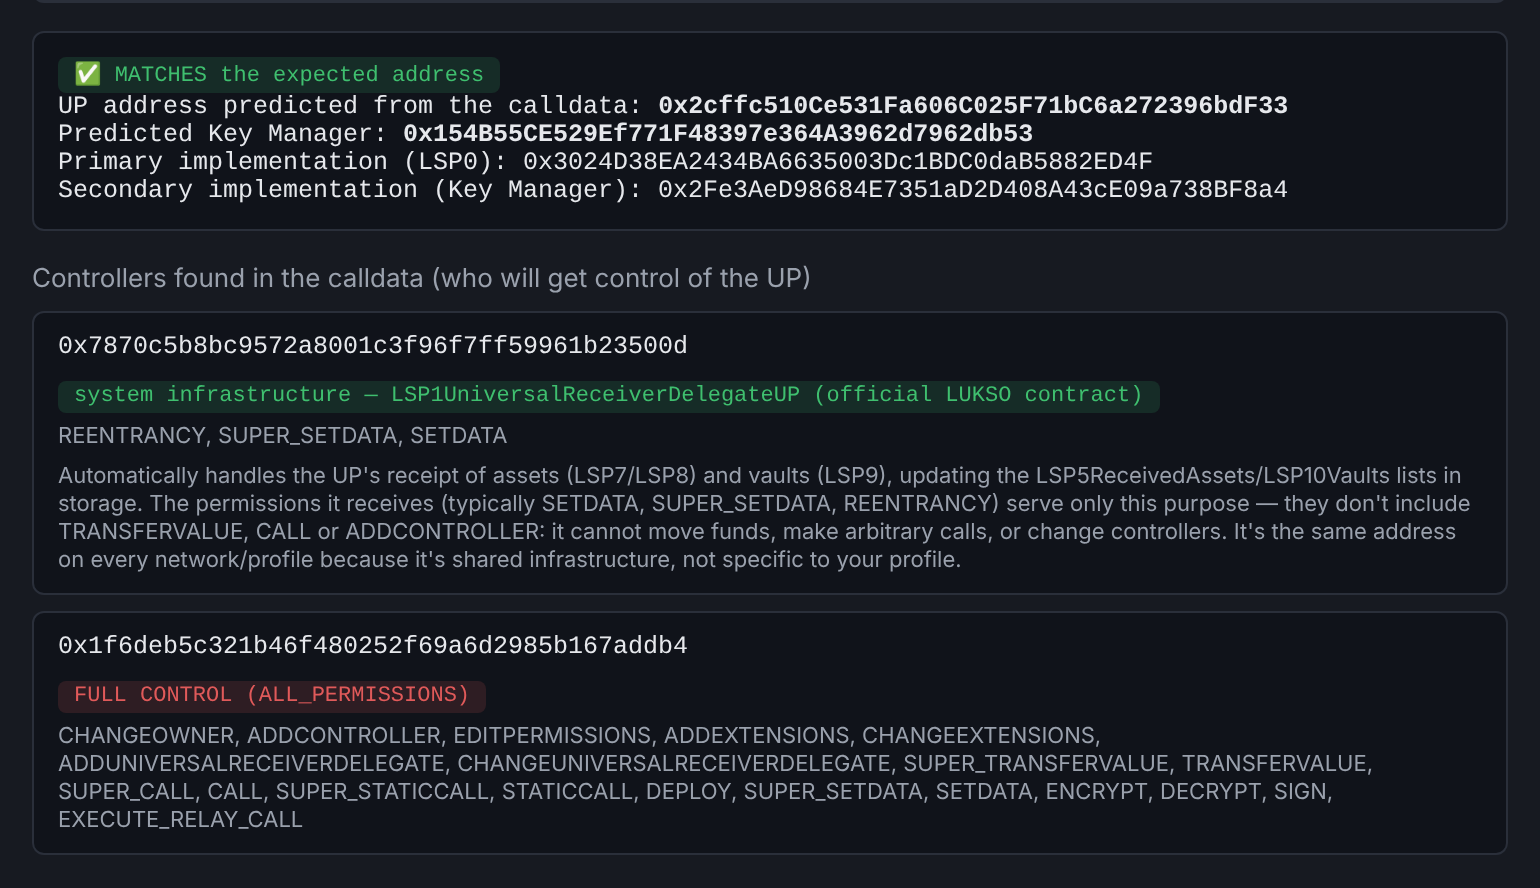 ✅ MATCHES the expected address
UP address predicted from the calldata: 0x2cffc510Ce531Fa606C025F71bC6a272396bdF33
Predicted Key Manager: 0x154B55CE529Ef771F48397e364A3962d7962db53
Primary implementation (LSP0): 0x3024D38EA2434BA6635003Dc1BDC0daB5882ED4F
Secondary implementation (Key Manager): 0x2Fe3AeD98684E7351aD2D408A43cE09a738BF8a4
Controllers found in the calldata (who will get control of the UP)
0x7870c5b8bc9572a8001c3f96f7ff59961b23500d
system infrastructure — LSP1UniversalReceiverDelegateUP (official LUKSO contract)
REENTRANCY, SUPER_SETDATA, SETDATA
Automatically handles the UP's receipt of assets (LSP7/LSP8) and vaults (LSP9), updating the LSP5ReceivedAssets/LSP10Vaults lists in
storage. The permissions it receives (typically SETDATA, SUPER_SETDATA, REENTRANCY) serve only this purpose — they don't include
TRANSFERVALUE, CALL or ADDCONTROLLER: it cannot move funds, make arbitrary calls, or change controllers. It's the same address
on every network/profile because it's shared infrastructure, not specific to your profile.
0x1f6deb5c321b46f480252f69a6d2985b167addb4
FULL CONTROL (ALL_PERMISSIONS)
CHANGEOWNER, ADDCONTROLLER, EDITPERMISSIONS, ADDEXTENSIONS, CHANGEEXTENSIONS,
ADDUNIVERSALRECEIVERDELEGATE, CHANGEUNIVERSALRECEIVERDELEGATE, SUPER_TRANSFERVALUE, TRANSFERVALUE,
SUPER_CALL, CALL, SUPER_STATICCALL, STATICCALL, DEPLOY, SUPER_SETDATA, SETDATA, ENCRYPT, DECRYPT, SIGN,
EXECUTE_RELAY_CALL